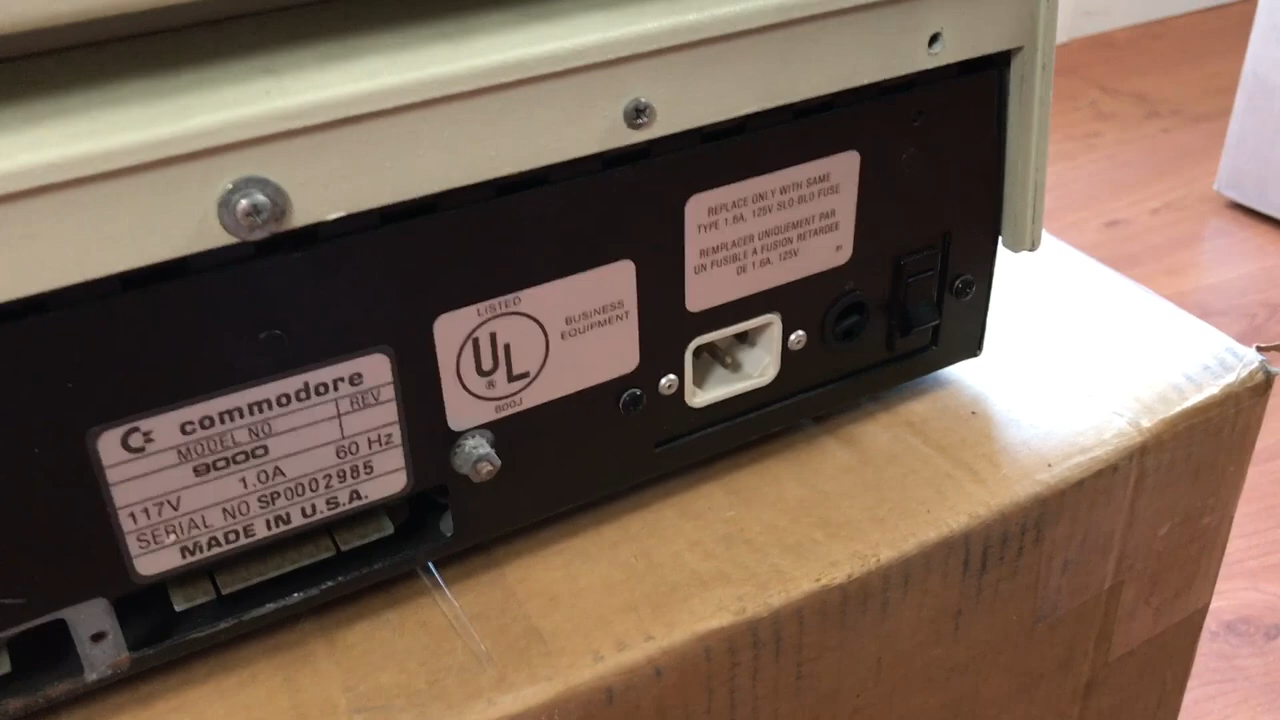 commodore
MODEL NO REV
9000
117V 1.0A 60 Hz
SERIAL NO SP0002985
MADE IN U.S.A.
LISTED
UL
®
600J
BUSINESS
EQUIPMENT
REPLACE ONLY WITH SAME
TYPE 1.6A, 125V SLO-BLO FUSE
REMPLACER UNIQUEMENT PAR
UN FUSIBLE À FUSION RETARDEE
DE 1.6A, 125V